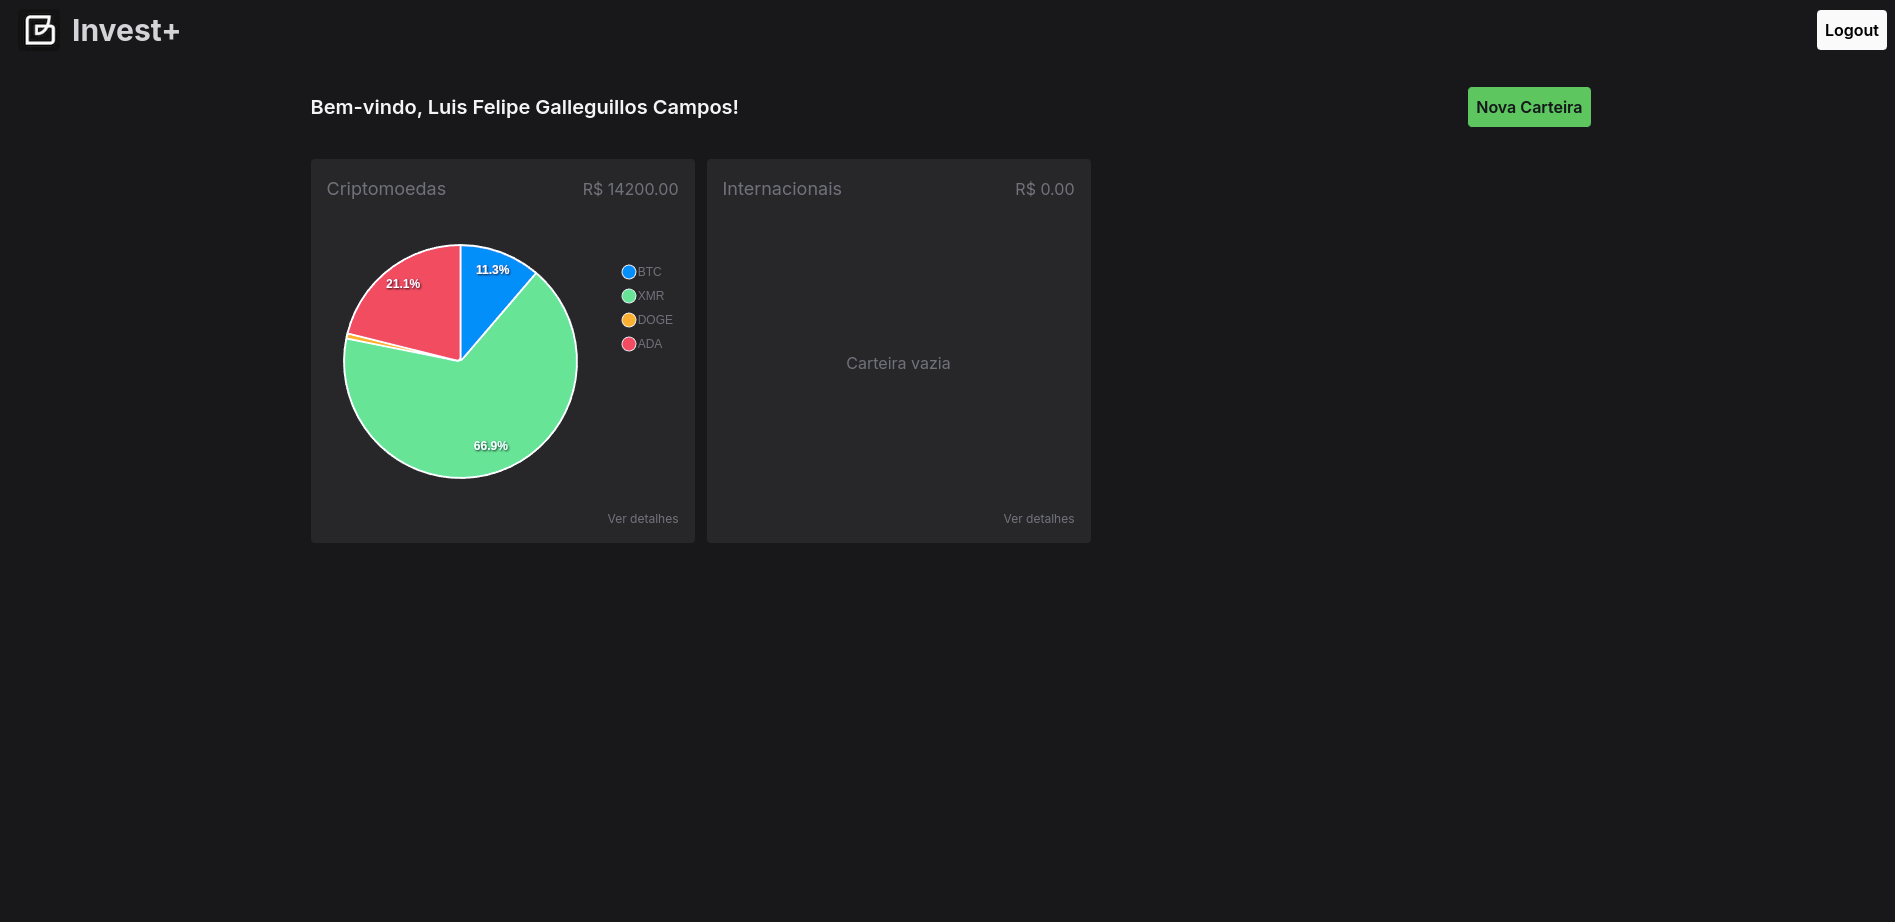 Invest+
Logout
Bem-vindo, Luis Felipe Galleguillos Campos!
Nova Carteira
Criptomoedas
R$ 14200.00
11.3%
21.1%
66.9%
BTC
XMR
DOGE
ADA
Ver detalhes
Internacionais
R$ 0.00
Carteira vazia
Ver detalhes